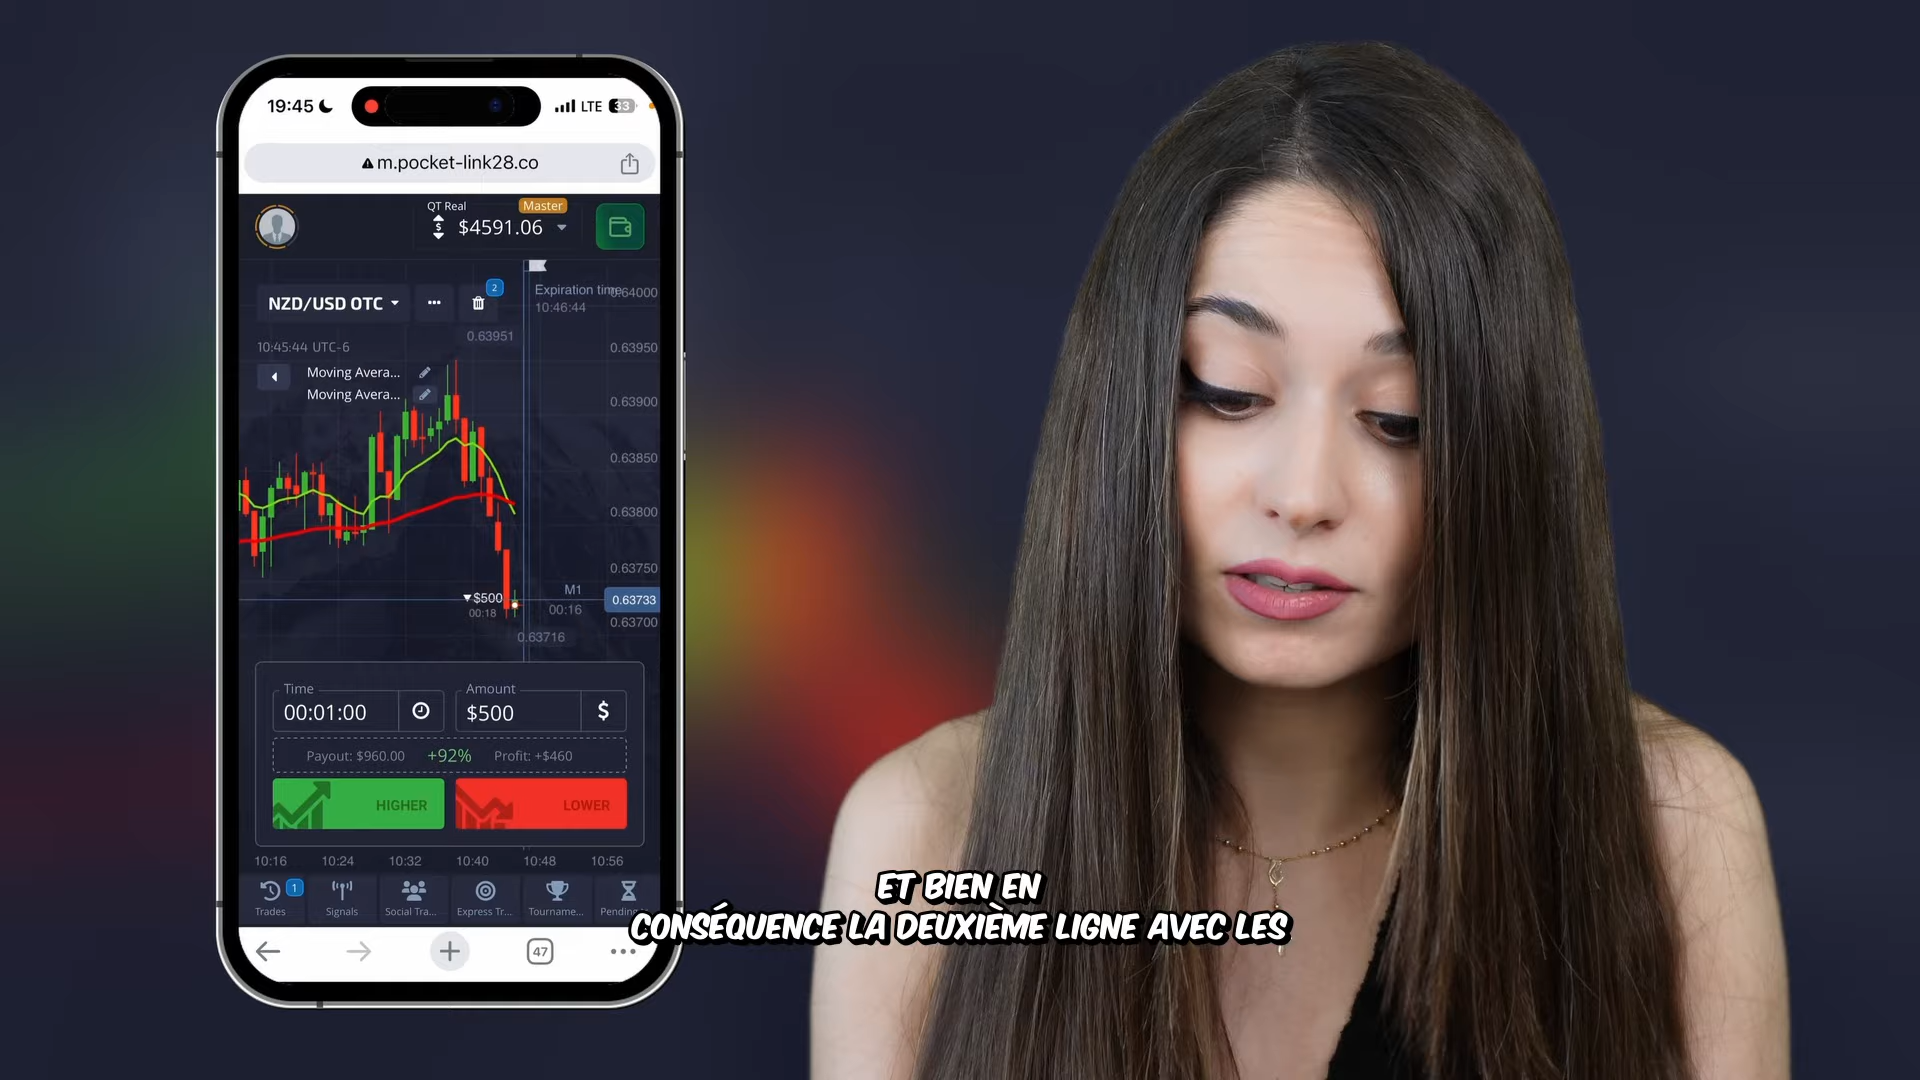 19:45
LTE
33
m.pocket-link28.co
QT Real
Master
$4591.06
2
NZD/USD OTC
Expiration time
10:46:44
0.64000
0.63951
10:45:44 UTC-6
0.63950
Moving Avera...
Moving Avera...
0.63900
0.63850
0.63800
0.63750
M1
$500
00:18
00:16
0.63733
0.63700
0.63716
Time
00:01:00
Amount
$500
$
Payout: $960.00
+92%
Profit: +$460
HIGHER
LOWER
10:16
10:24
10:32
10:40
10:48
10:56
1
Trades
Signals
Social Tra...
Express Tr...
Tourname...
47
ET BIEN EN
CONSÉQUENCE LA DEUXIÈME LIGNE AVEC LES